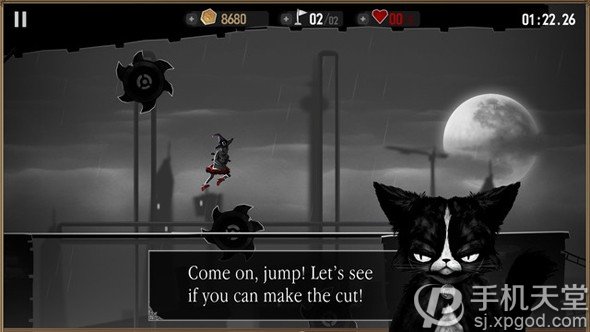 + 8680 + 02/02 + 00 01:22.26
Come on, jump! Let's see
if you can make the cut!
手机天堂
sj.xpgod.com